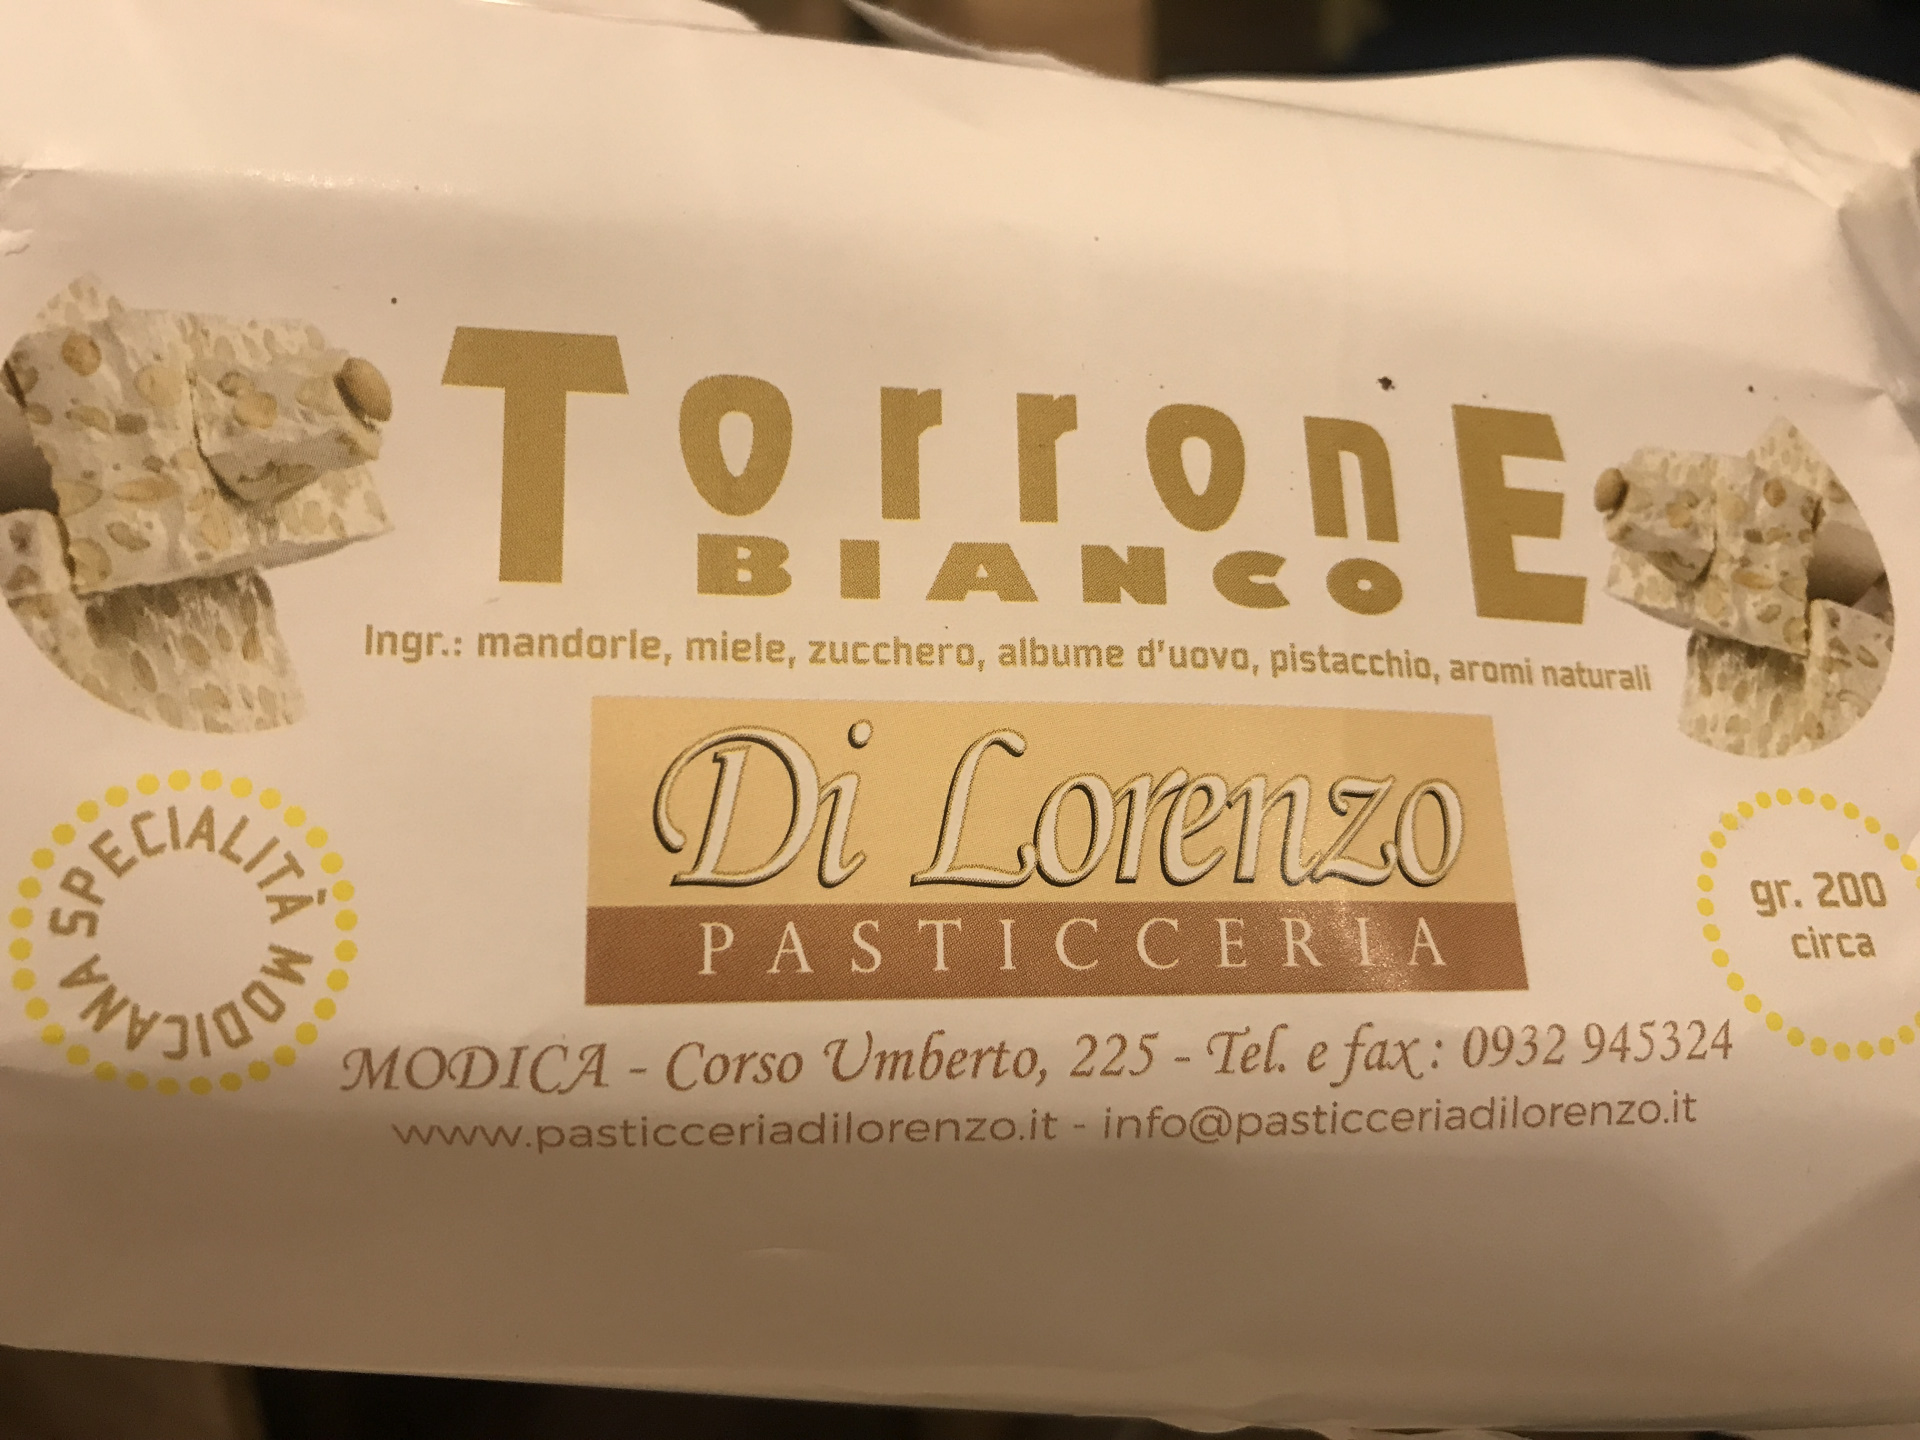 TorronE
BIANCO
Ingr.: mandorle, miele, zucchero, albume d'uovo, pistacchio, aromi naturali
Di Lorenzo
PASTICCERIA
SPECIALITÀ MODICANA
gr. 200
circa
MODICA - Corso Umberto, 225 - Tel. e fax: 0932 945324
www.pasticceriadilorenzo.it - info@pasticceriadilorenzo.it